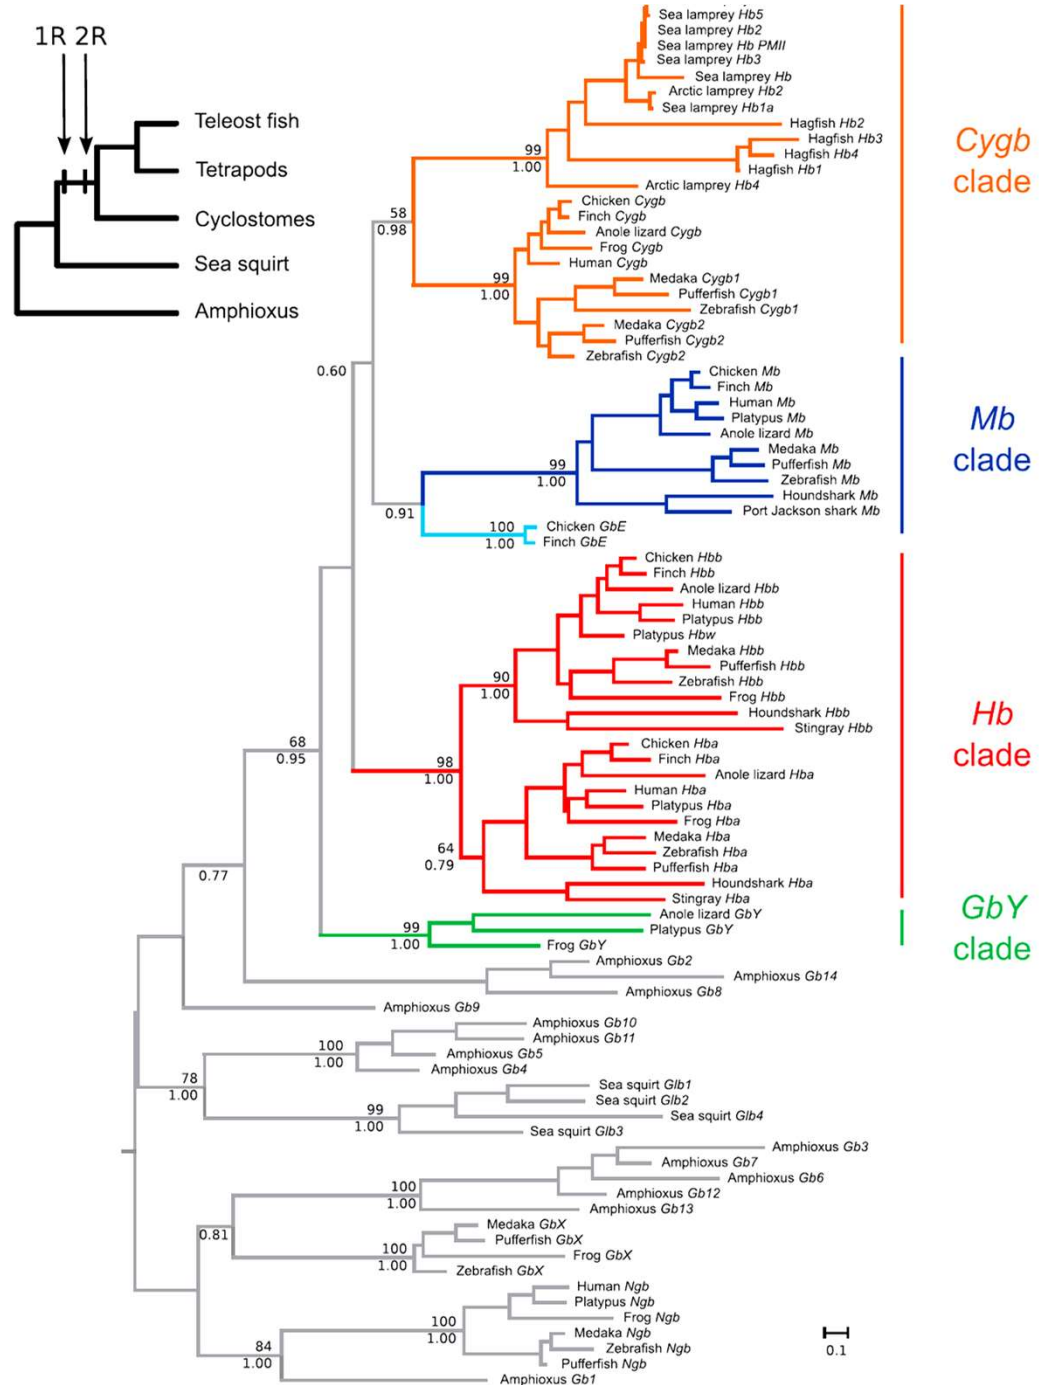 1R 2R
Teleost fish
Tetrapods
Cyclostomes
Sea squirt
Amphioxus
Sea lamprey Hb5
Sea lamprey Hb2
Sea lamprey Hb PMII
Sea lamprey Hb3
Sea lamprey Hb
Arctic lamprey Hb2
Sea lamprey Hb1a
Hagfish Hb2
Hagfish Hb3
Hagfish Hb4
Hagfish Hb1
Arctic lamprey Hb4
99
1.00
Cygb
clade
58
0.98
Chicken Cygb
Finch Cygb
Anole lizard Cygb
Frog Cygb
Human Cygb
99
1.00
Medaka Cygb1
Pufferfish Cygb1
Zebrafish Cygb1
Medaka Cygb2
Pufferfish Cygb2
Zebrafish Cygb2
0.60
Chicken Mb
Finch Mb
Human Mb
Platypus Mb
Anole lizard Mb
Medaka Mb
Pufferfish Mb
Zebrafish Mb
Houndshark Mb
Port Jackson shark Mb
99
1.00
Mb
clade
0.91
100
1.00
Chicken GbE
Finch GbE
Chicken Hbb
Finch Hbb
Anole lizard Hbb
Human Hbb
Platypus Hbb
Platypus Hbw
Medaka Hbb
Pufferfish Hbb
Zebrafish Hbb
Frog Hbb
Houndshark Hbb
Stingray Hbb
90
1.00
Hb
clade
68
0.95
98
1.00
Chicken Hba
Finch Hba
Anole lizard Hba
Human Hba
Platypus Hba
Frog Hba
Medaka Hba
Zebrafish Hba
Pufferfish Hba
Houndshark Hba
Stingray Hba
64
0.79
0.77
Anole lizard GbY
Platypus GbY
Frog GbY
99
1.00
GbY
clade
Amphioxus Gb2
Amphioxus Gb14
Amphioxus Gb8
Amphioxus Gb9
Amphioxus Gb10
Amphioxus Gb11
Amphioxus Gb5
Amphioxus Gb4
100
1.00
78
1.00
Sea squirt Glb1
Sea squirt Glb2
Sea squirt Glb4
Sea squirt Glb3
99
1.00
Amphioxus Gb3
Amphioxus Gb7
Amphioxus Gb6
Amphioxus Gb12
Amphioxus Gb13
100
1.00
0.81
Medaka GbX
Pufferfish GbX
Frog GbX
Zebrafish GbX
100
1.00
Human Ngb
Platypus Ngb
Frog Ngb
Medaka Ngb
Zebrafish Ngb
Pufferfish Ngb
100
1.00
84
1.00
Amphioxus Gb1
0.1